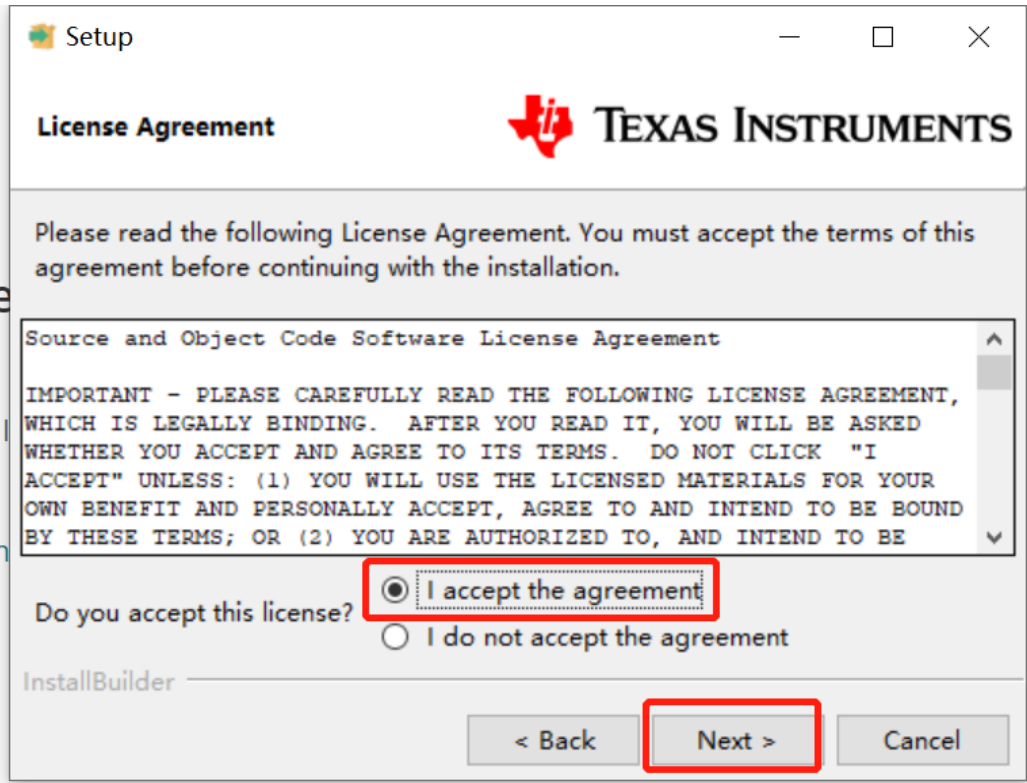 Setup
License Agreement
TEXAS INSTRUMENTS
Please read the following License Agreement. You must accept the terms of this
agreement before continuing with the installation.
Source and Object Code Software License Agreement
IMPORTANT - PLEASE CAREFULLY READ THE FOLLOWING LICENSE AGREEMENT,
WHICH IS LEGALLY BINDING.  AFTER YOU READ IT, YOU WILL BE ASKED
WHETHER YOU ACCEPT AND AGREE TO ITS TERMS.  DO NOT CLICK  "I
ACCEPT" UNLESS: (1) YOU WILL USE THE LICENSED MATERIALS FOR YOUR
OWN BENEFIT AND PERSONALLY ACCEPT, AGREE TO AND INTEND TO BE BOUND
BY THESE TERMS; OR (2) YOU ARE AUTHORIZED TO, AND INTEND TO BE
Do you accept this license?
I accept the agreement
I do not accept the agreement
InstallBuilder
< Back
Next >
Cancel